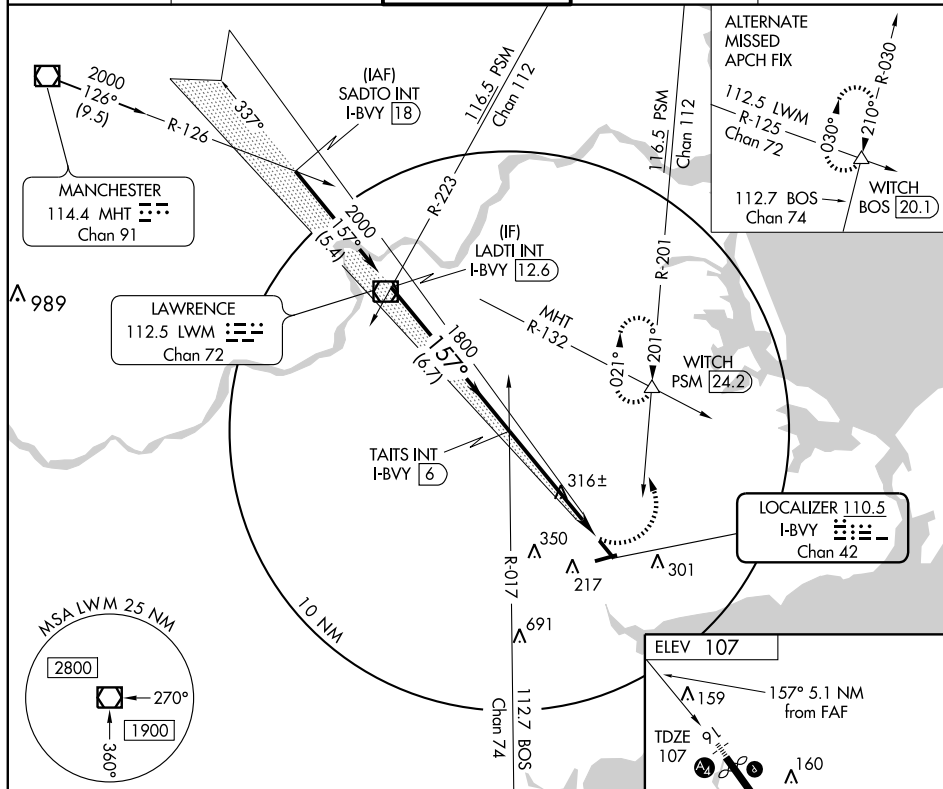 2000
126°
(9.5)
R-126
MANCHESTER
114.4 MHT
Chan 91
989
337°
(IAF)
SADTO INT
I-BVY 18
116.5 PSM
Chan 112
R-223
116.5 PSM
Chan 112
R-201
2000
157°
(5.4)
(IF)
LADTI INT
I-BVY 12.6
LAWRENCE
112.5 LWM
Chan 72
1800
157°
(6.7)
MHT
R-132
021°
201°
WITCH
PSM 24.2
TAITS INT
I-BVY 6
316±
350
217
301
691
LOCALIZER 110.5
I-BVY
Chan 42
R-017
112.7 BOS
Chan 74
10 NM
ALTERNATE
MISSED
APCH FIX
112.5 LWM
R-125
Chan 72
030°
210°
R-030
112.7 BOS
Chan 74
WITCH
BOS 20.1
MSA LWM 25 NM
2800
270°
1900
360°
ELEV 107
159
157° 5.1 NM
from FAF
TDZE
107
A4
160